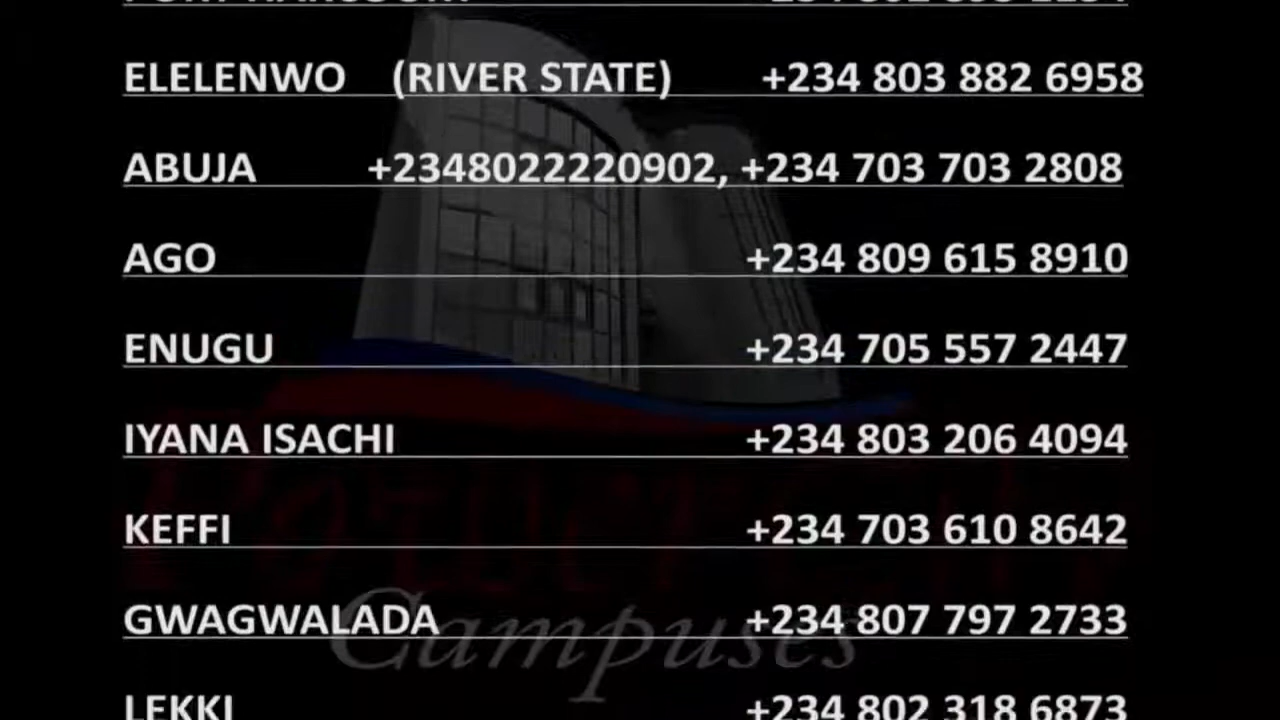 ELELENWO (RIVER STATE) +234 803 882 6958
ABUJA +2348022220902, +234 703 703 2808
AGO +234 809 615 8910
ENUGU +234 705 557 2447
IYANA ISACHI +234 803 206 4094
KEFFI +234 703 610 8642
GWAGWALADA +234 807 797 2733
Campuses
LEKKI +234 802 318 6873